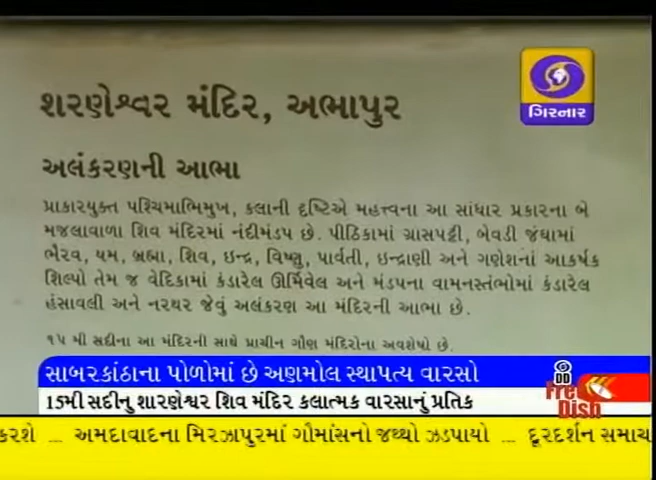 શરણેશ્વર મંદિર, અભાપુર
ગિરનાર
અલંકરણની આભા
પ્રાકારયુક્ત પશ્ચિમાભિમુખ, કલાની દૃષ્ટિએ મહત્ત્વના આ સાંધાર પ્રકારના બે
મજલાવાળા શિવ મંદિરમાં નંદીમંડપ છે. પીઠિકામાં ગ્રાસપટ્ટી, બેવડી જંઘામાં
ભૈરવ, યમ, બ્રહ્મા, શિવ, ઇન્દ્ર, વિષ્ણુ, પાર્વતી, ઇન્દ્રાણી અને ગણેશનાં આકર્ષક
શિલ્પો તેમ જ વેદિકામાં કંડારેલ ઊર્મિવેલ અને મંડપના વામનસ્તંભોમાં કંડારેલ
હંસાવલી અને નરથર જેવું અલંકરણ આ મંદિરની આભા છે.
૧૫ મી સદીના આ મંદિરની સાથે પ્રાચીન ગૌણ મંદિરોના અવશેષો છે.
સાબરકાંઠાના પોળોમાં છે અણમોલ સ્થાપત્ય વારસો
15મી સદીનુ શારણેશ્વર શિવ મંદિર કલાત્મક વારસાનું પ્રતિક
DD
Free
Dish
કરશે ... અમદાવાદના મિરઝાપુરમાં ગૌમાંસનો જથ્થો ઝડપાયો ... દૂરદર્શન સમાચ